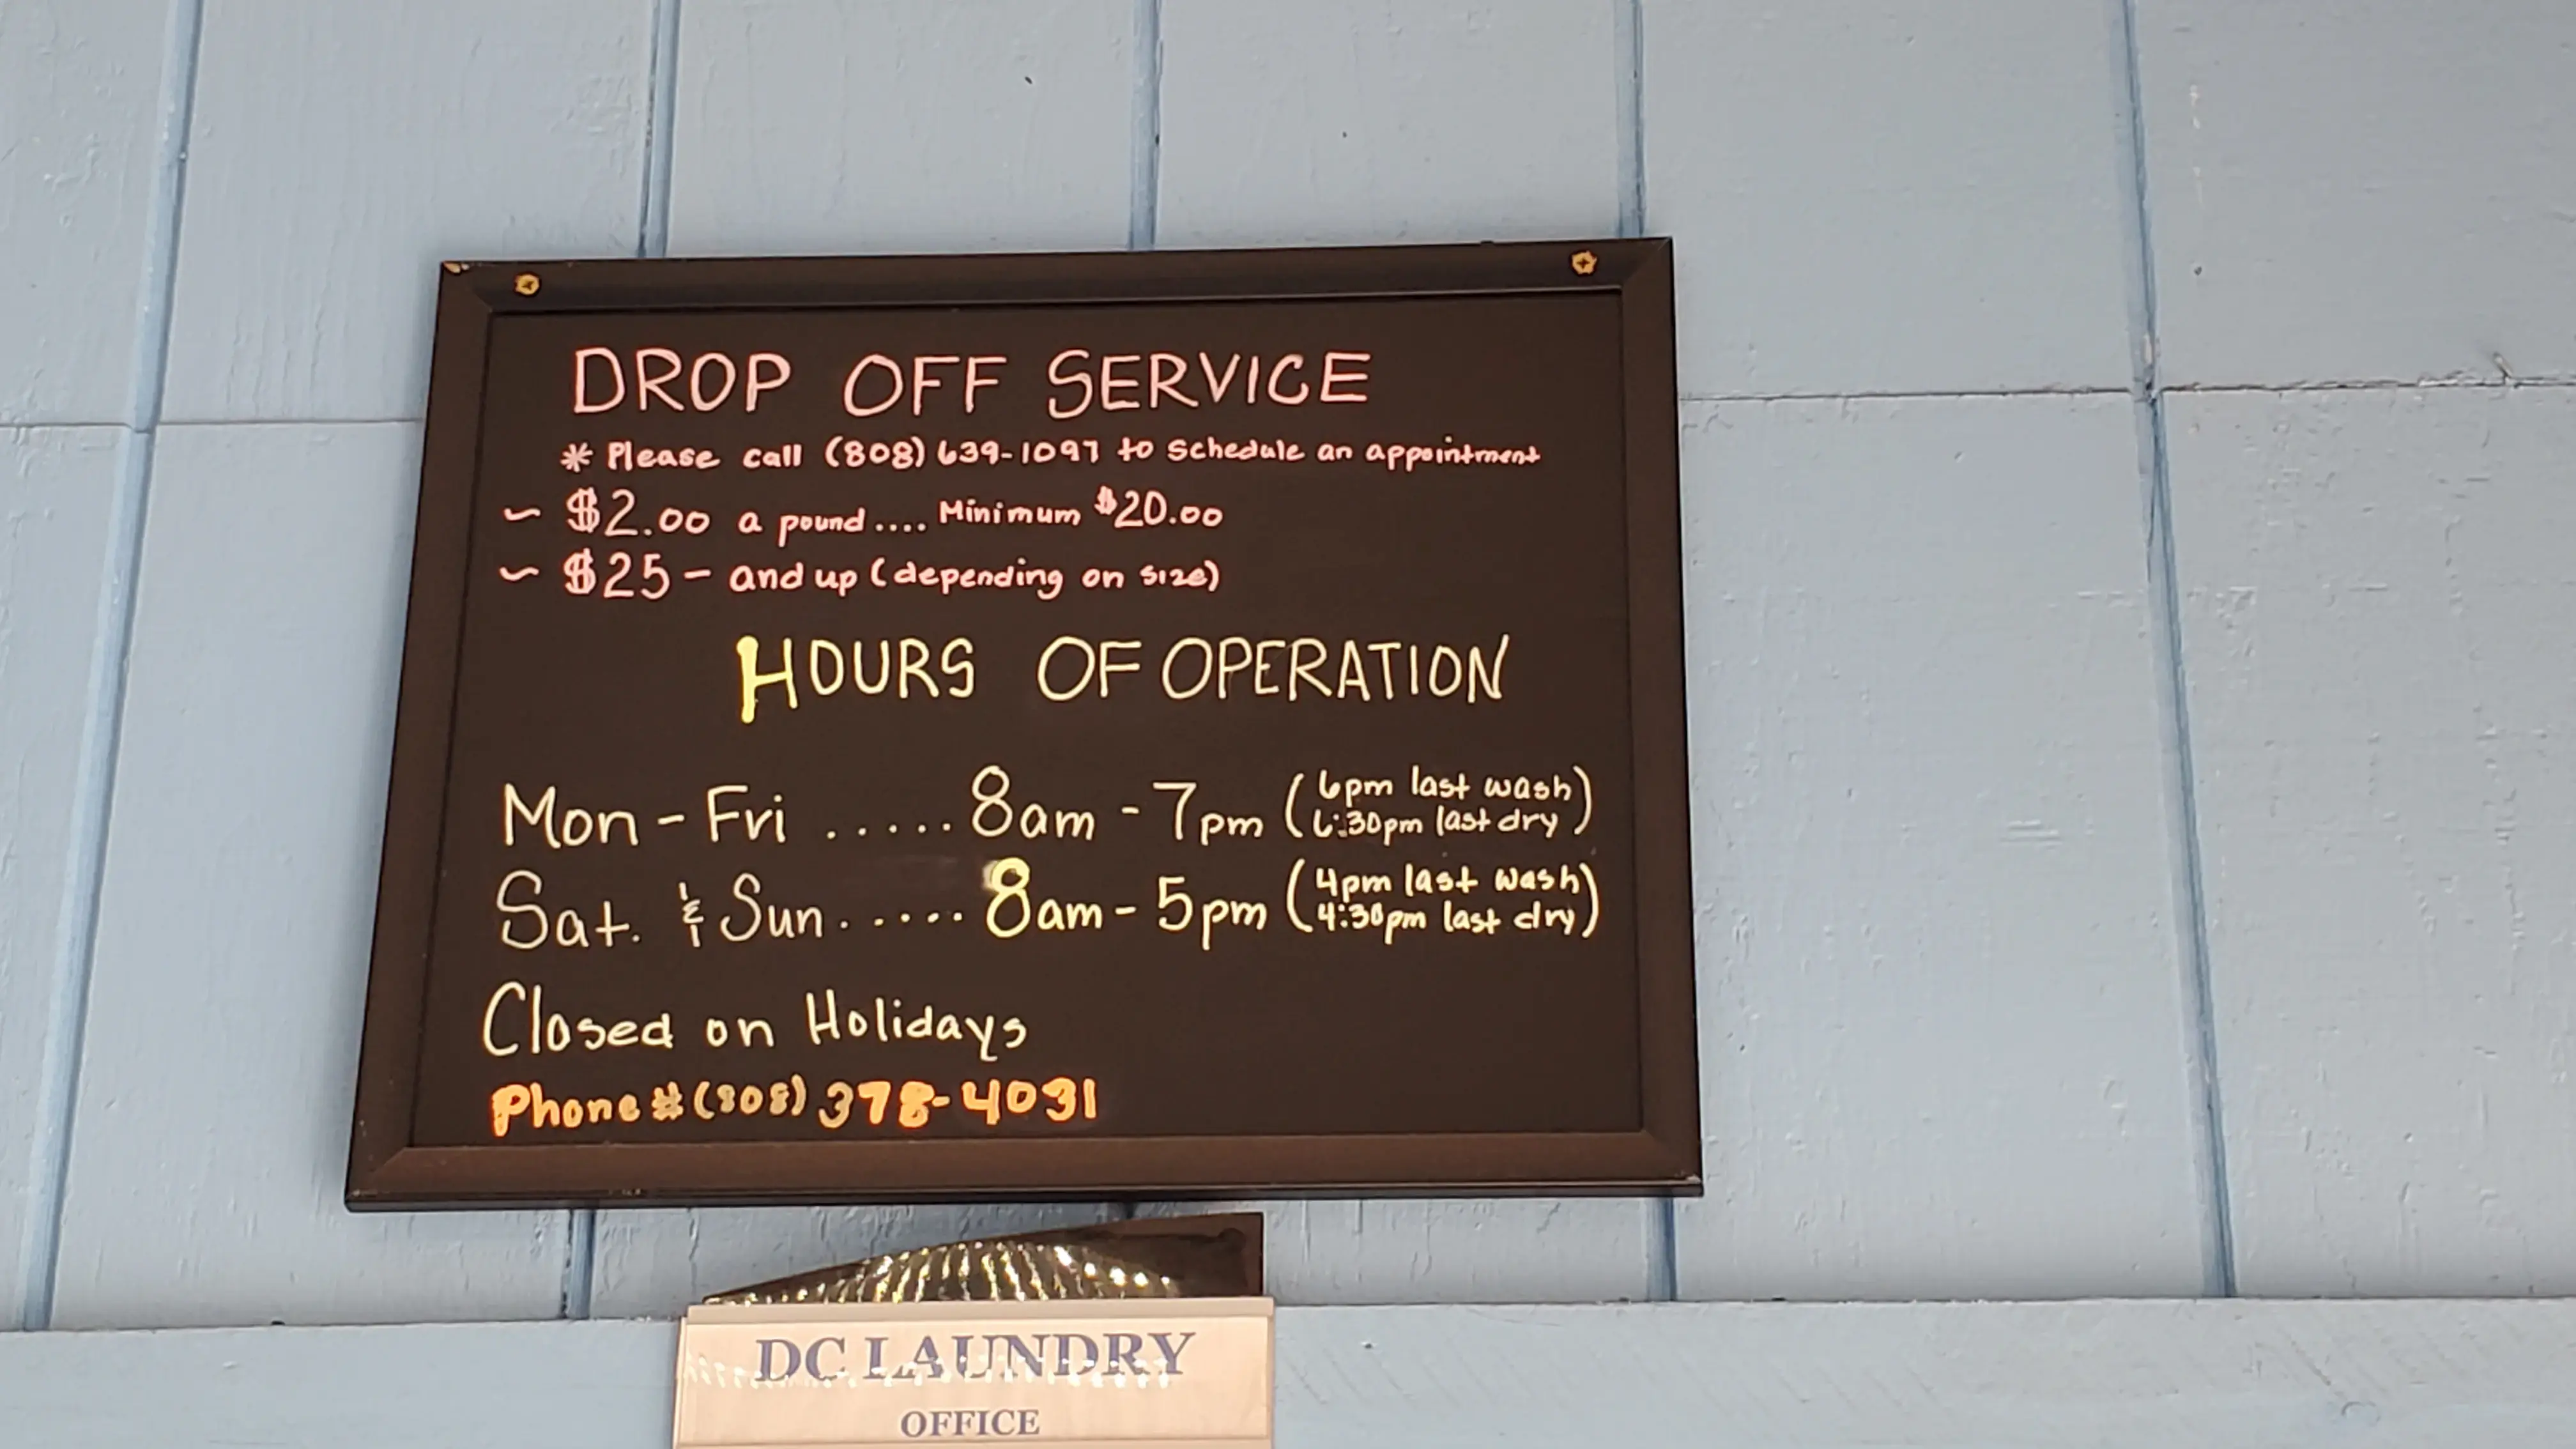 DROP OFF SERVICE
* Please call (808) 639-1097 to Schedule an appointment
~ $2.00 a pound.... Minimum $20.00
~ $25 - and up (depending on size)
HOURS OF OPERATION
Mon - Fri ..... 8am - 7pm (6pm last wash
6:30pm last dry)
Sat. & Sun..... 8am - 5pm (4pm last wash
4:30pm last dry)
Closed on Holidays
Phone # (808) 378-4031
DC LAUNDRY
OFFICE